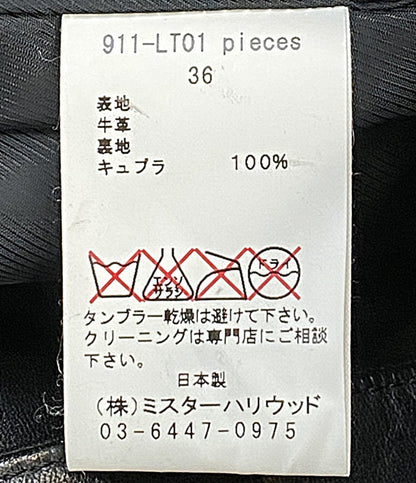 911-LT01 pieces
36
表地
牛革
裏地
キュプラ 100%
エンソ
サラシ
ドライ
タンブラー乾燥は避けて下さい。
クリーニングは専門店にご相談
下さい。
日本製
（株）ミスターハリウッド
03-6447-0975